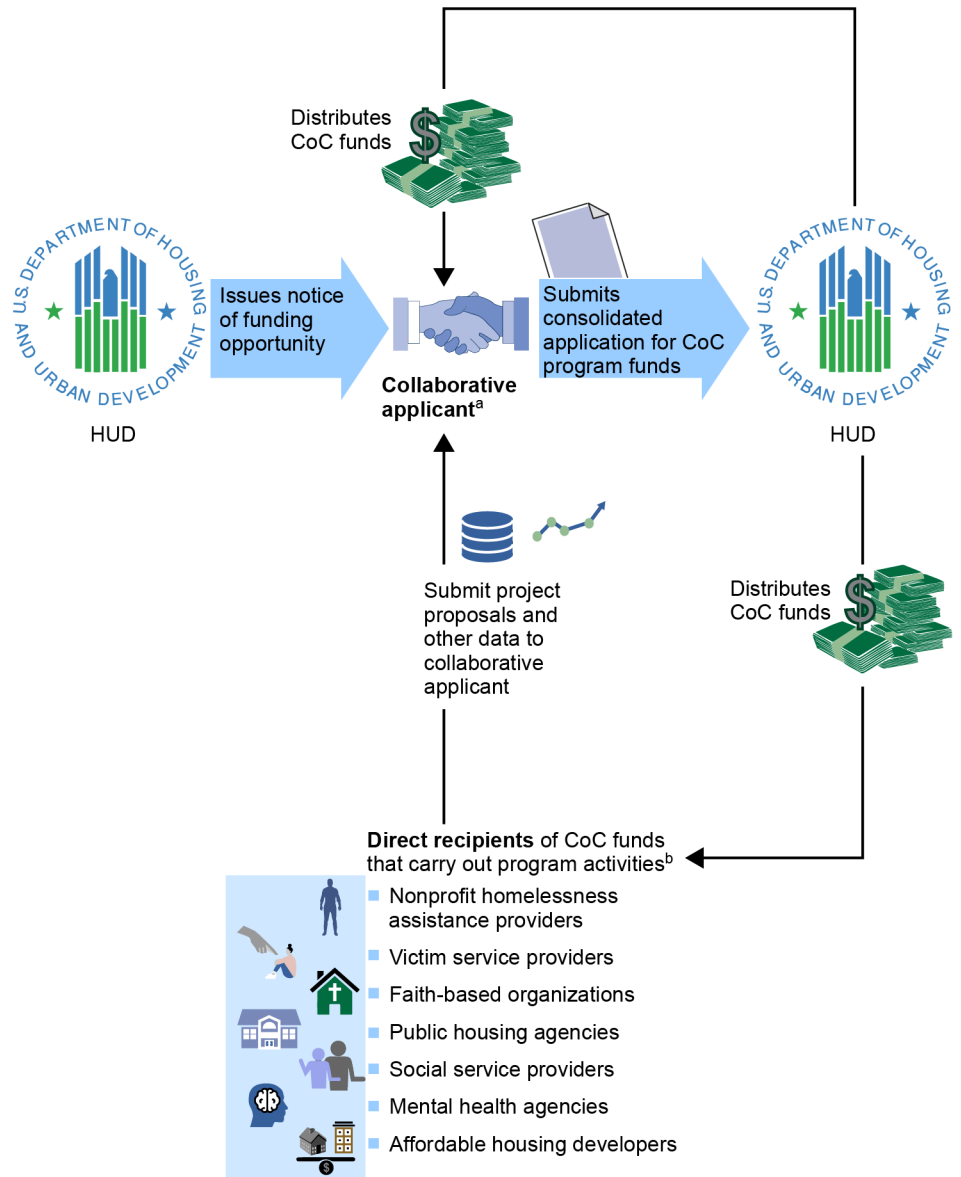 Distributes
CoC funds
$
U.S. DEPARTMENT OF HOUSING
AND URBAN DEVELOPMENT
HUD
Issues notice
of funding
opportunity
Collaborative
applicantᵃ
Submits
consolidated
application for CoC
program funds
U.S. DEPARTMENT OF HOUSING
AND URBAN DEVELOPMENT
HUD
Submit project
proposals and
other data to
collaborative
applicant
Distributes
CoC funds
$
Direct recipients of CoC funds
that carry out program activitiesᵇ
Nonprofit homelessness
assistance providers
Victim service providers
Faith-based organizations
Public housing agencies
Social service providers
Mental health agencies
Affordable housing developers
$